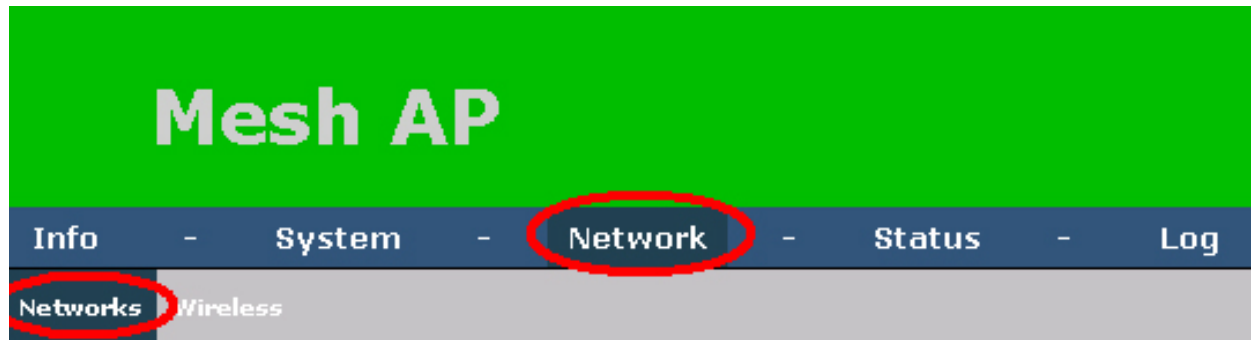 Mesh AP
Info - System - Network - Status - Log
Networks Wireless